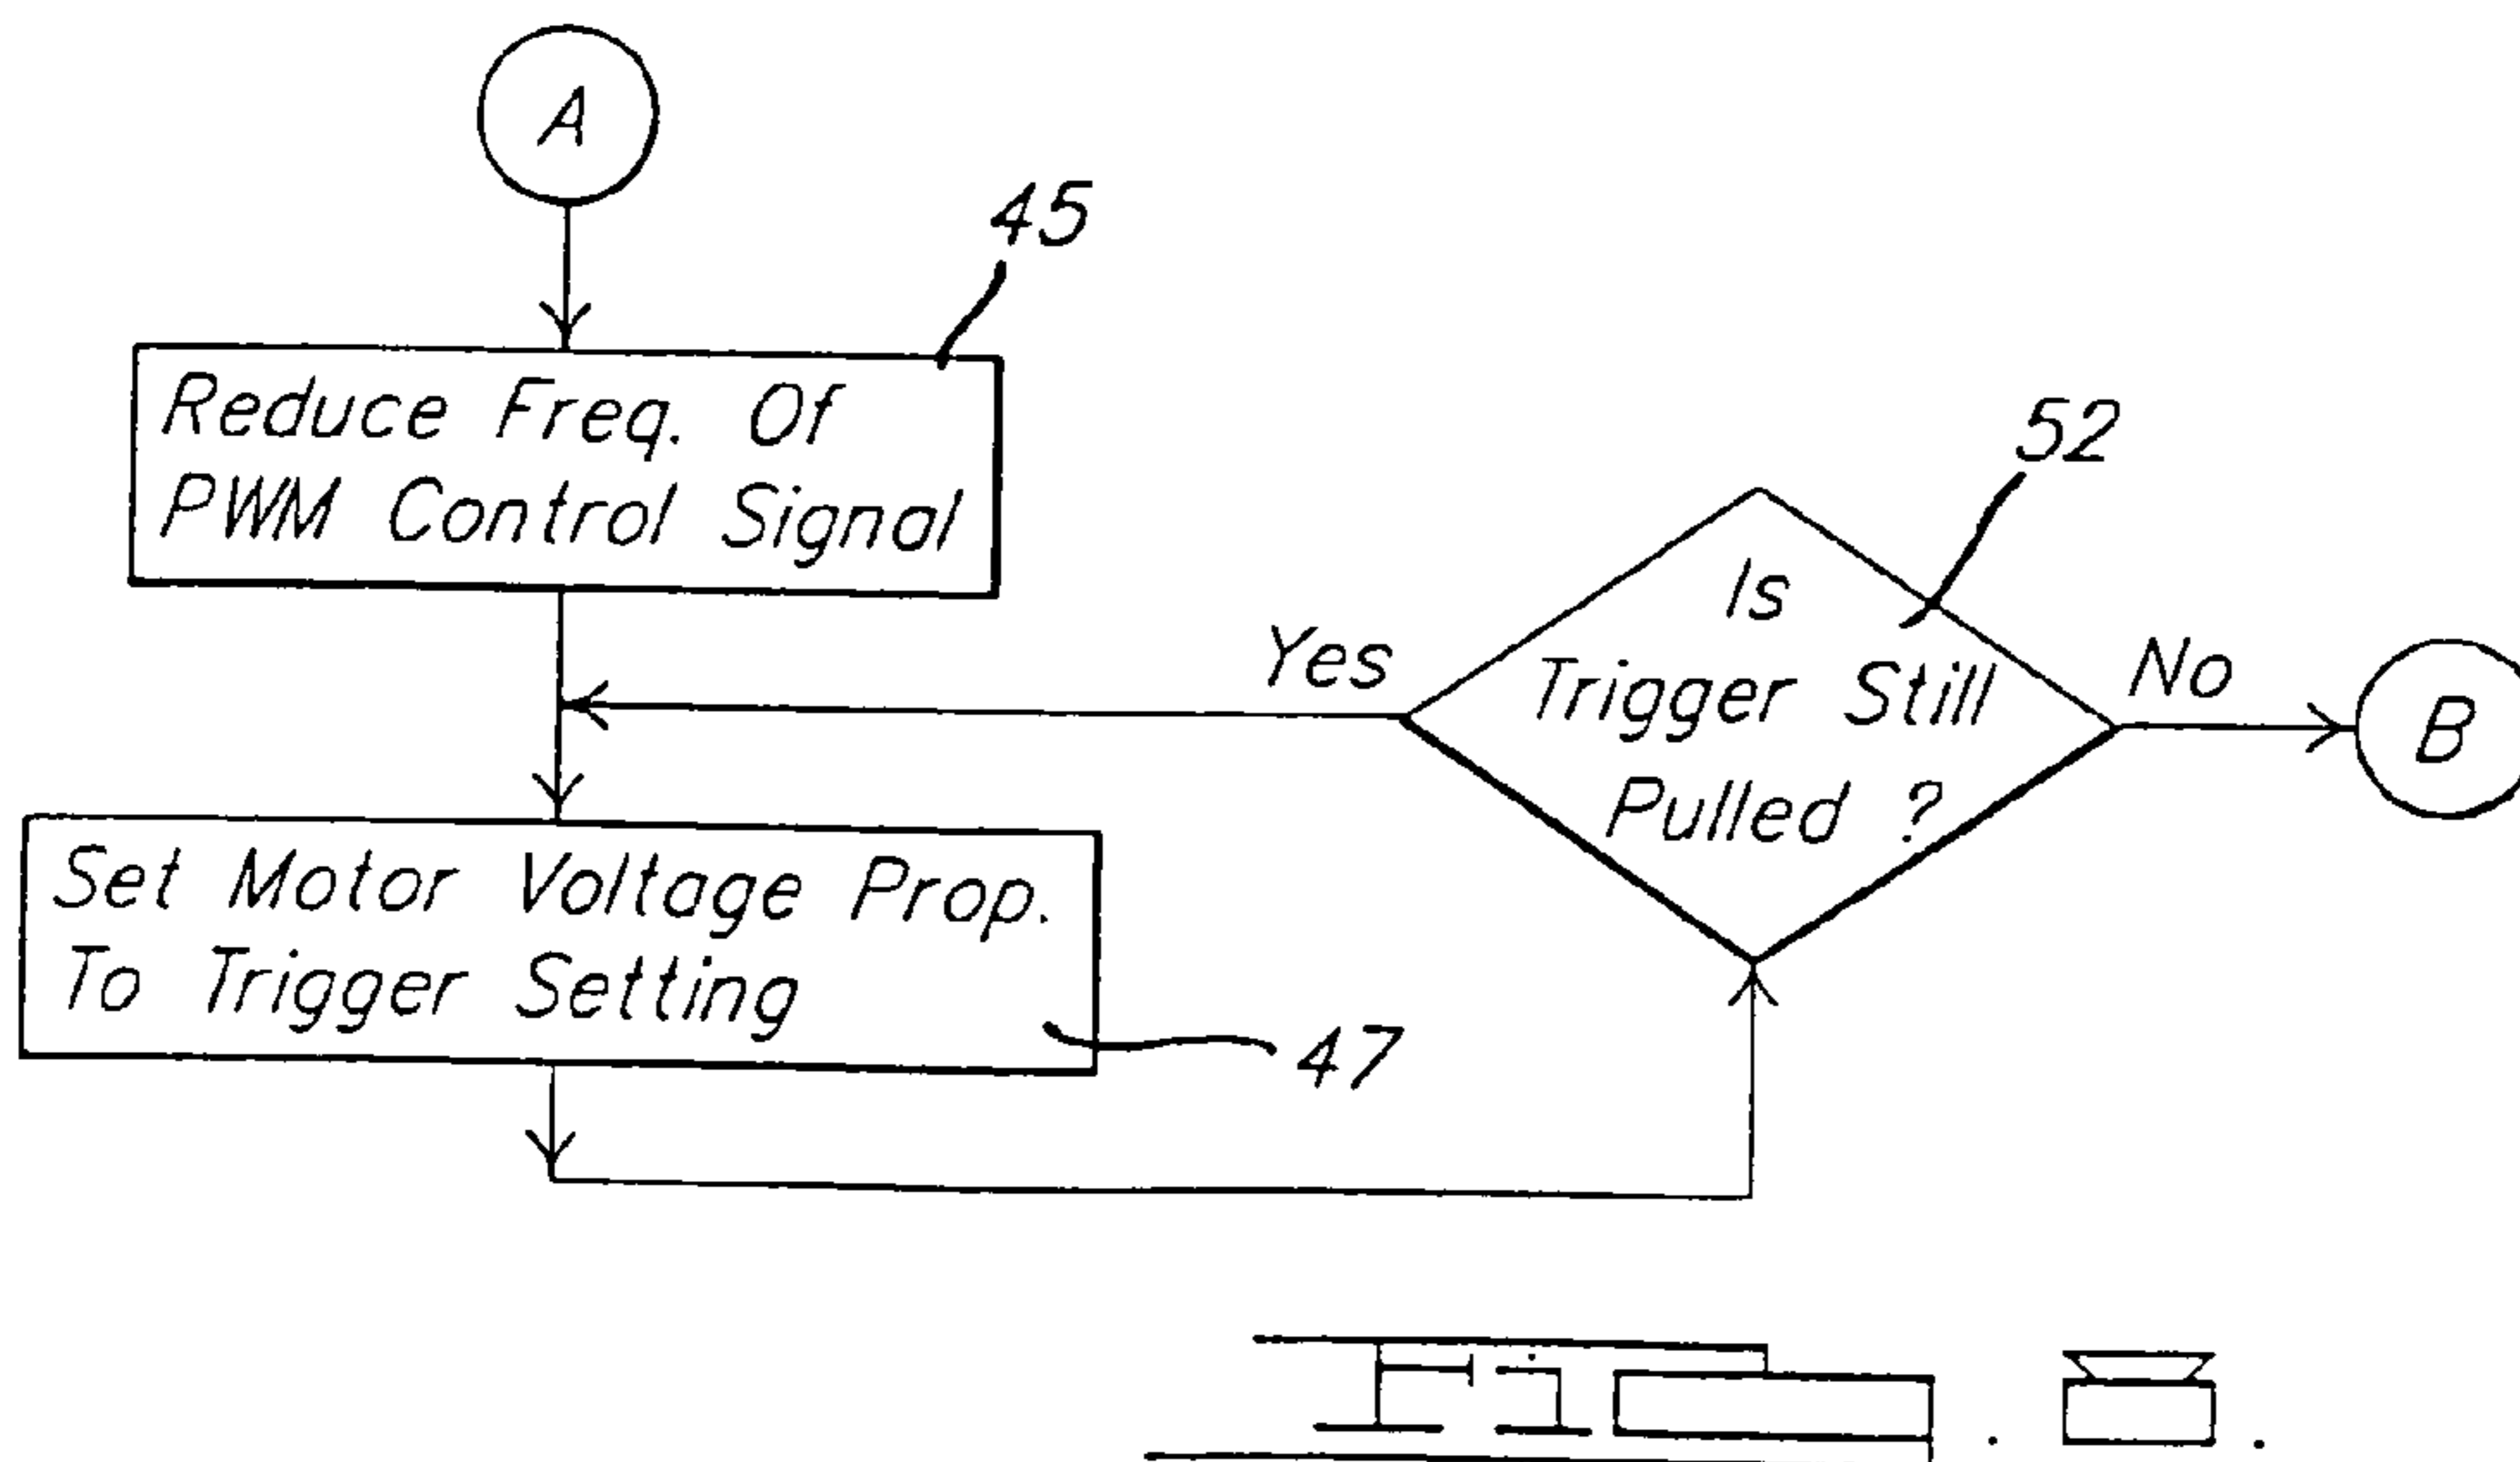 A
45
Reduce Freq. Of
PWM Control Signal
52
Is
Trigger Still
Pulled ?
Yes
No
B
Set Motor Voltage Prop.
To Trigger Setting
47